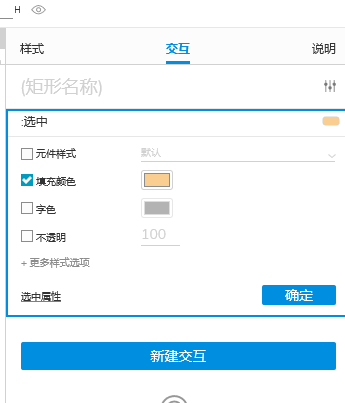 H
样式 交互 说明
(矩形名称)
:选中
元件样式 默认
填充颜色
字色
不透明 100
+ 更多样式选项
选中属性 确定
新建交互